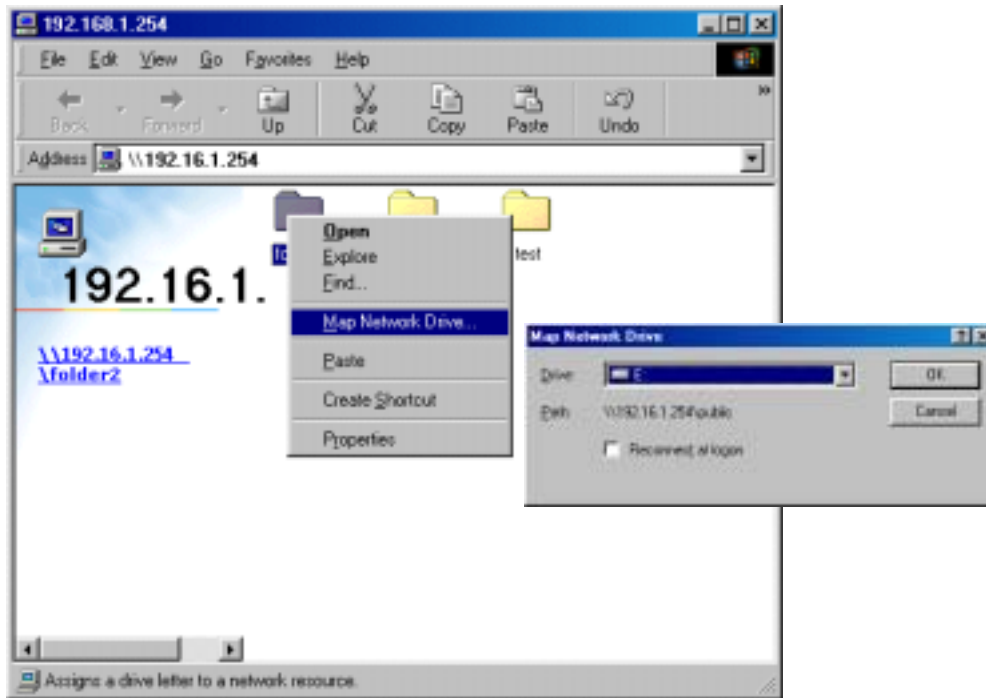 192.168.1.254
File Edit View Go Favorites Help
Back Forward Up Cut Copy Paste Undo
Address \\192.16.1.254
192.16.1.
\\192.16.1.254
\folder2
test
Open
Explore
Find...
Map Network Drive...
Paste
Create Shortcut
Properties
Map Network Drive
Drive: E:
OK
Path: \\192.16.1.254\public
Cancel
Reconnect at logon
Assigns a drive letter to a network resource.